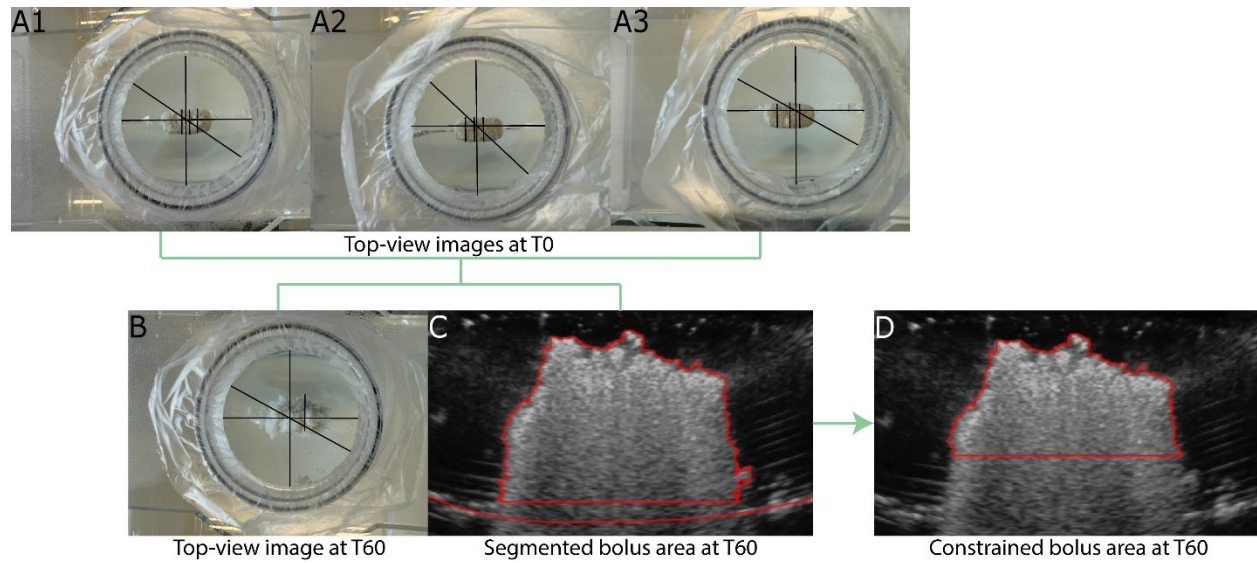 A1
A2
A3
Top-view images at T0
B
C
D
Top-view image at T60
Segmented bolus area at T60
Constrained bolus area at T60